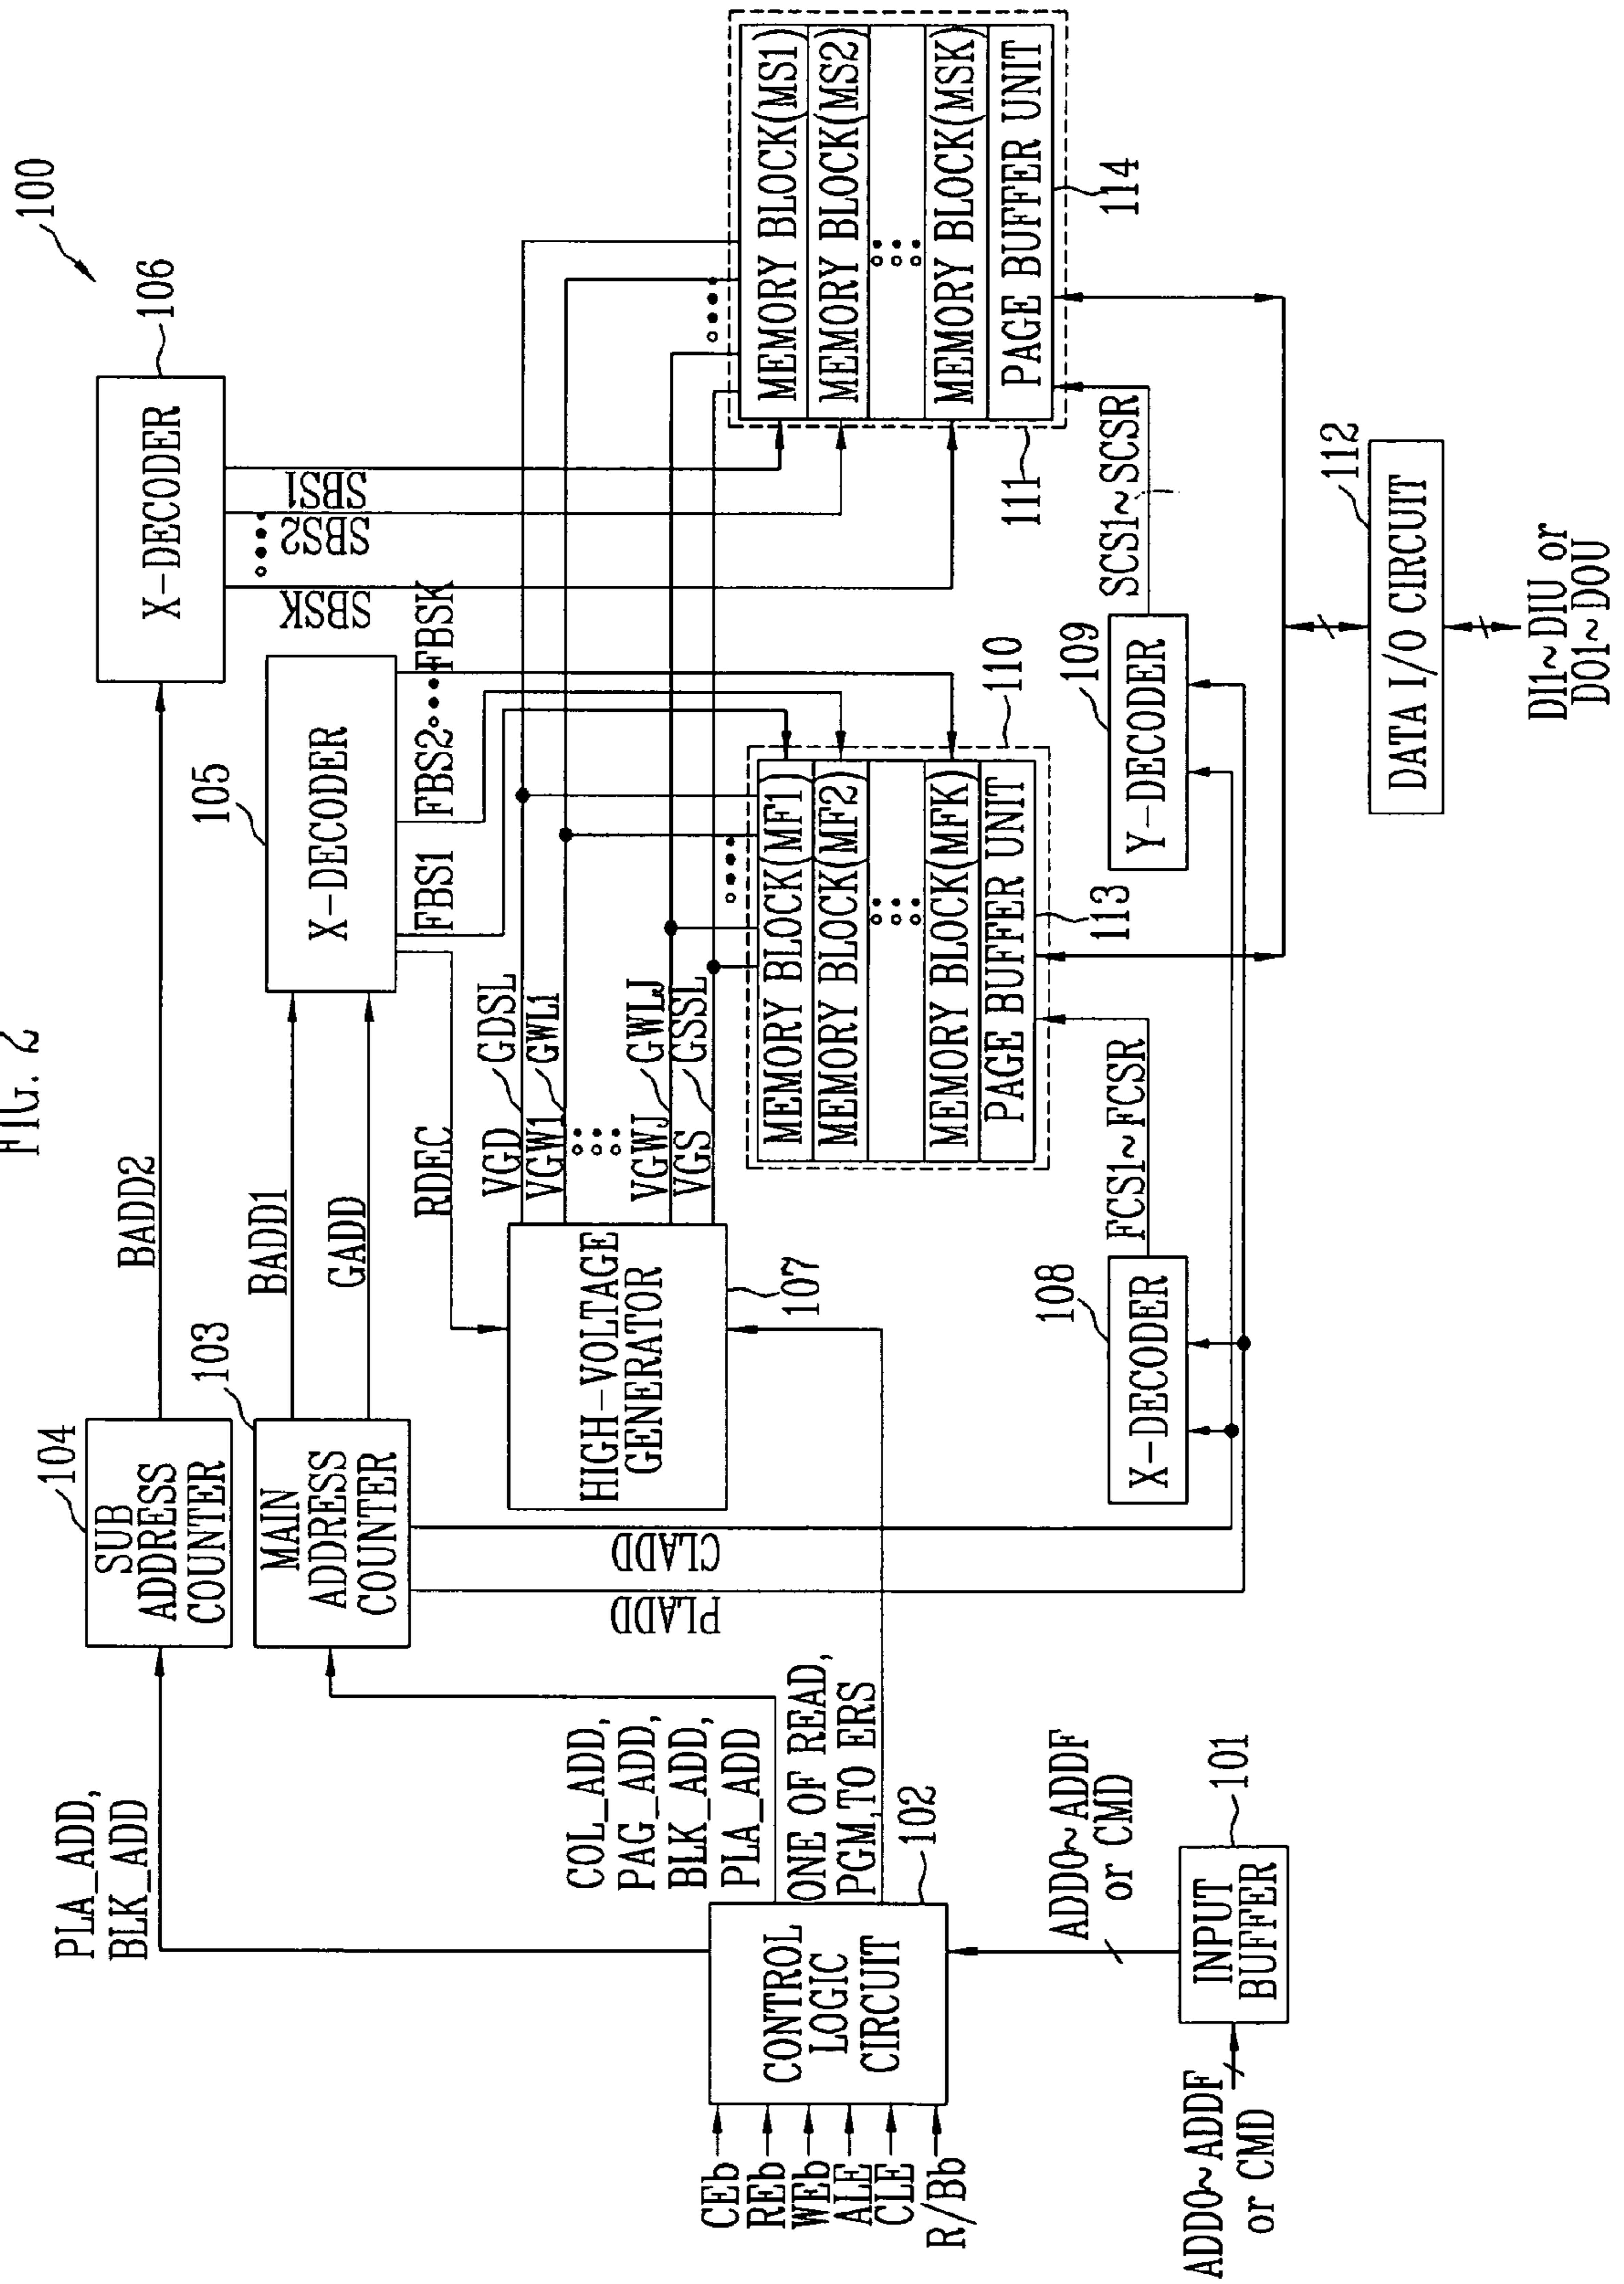 FIG. 2
100
PLA_ADD,
BLK_ADD
104
SUB
ADDRESS
COUNTER
BADD2
106
X-DECODER
SBS1
SBS2
SBSK
103
MAIN
ADDRESS
COUNTER
BADD1
GADD
105
X-DECODER
RDEC
FBS1
FBS2
FBSK
CLADD
PLADD
COL_ADD,
PAG_ADD,
BLK_ADD,
PLA_ADD
ONE OF READ,
PGM,TO ERS
HIGH-VOLTAGE
GENERATOR
107
VGD
GDSL
VGW1
GWL1
VGWJ
GWLJ
VGS
GSSL
CEb
REb
WEb
ALE
CLE
R/Bb
CONTROL
LOGIC
CIRCUIT
102
110
MEMORY BLOCK(MF1)
MEMORY BLOCK(MF2)
MEMORY BLOCK(MFK)
PAGE BUFFER UNIT
113
MEMORY BLOCK(MS1)
MEMORY BLOCK(MS2)
MEMORY BLOCK(MSK)
PAGE BUFFER UNIT
111
114
ADD0~ADDF
or CMD
INPUT
BUFFER
101
ADD0~ADDF
or CMD
108
X-DECODER
FCS1~FCSR
109
Y-DECODER
SCS1~SCSR
112
DATA I/O CIRCUIT
DI1~DIU or
DO1~DOU